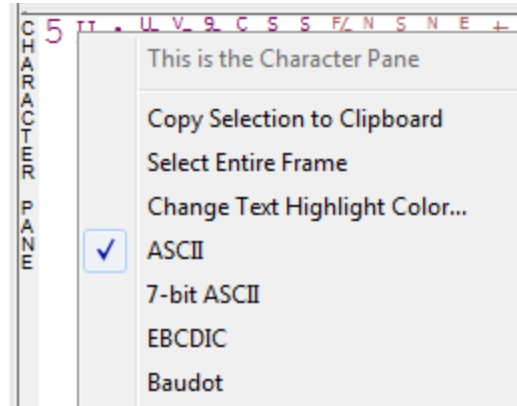 CHARACTER PANE
This is the Character Pane
Copy Selection to Clipboard
Select Entire Frame
Change Text Highlight Color...
ASCII
7-bit ASCII
EBCDIC
Baudot